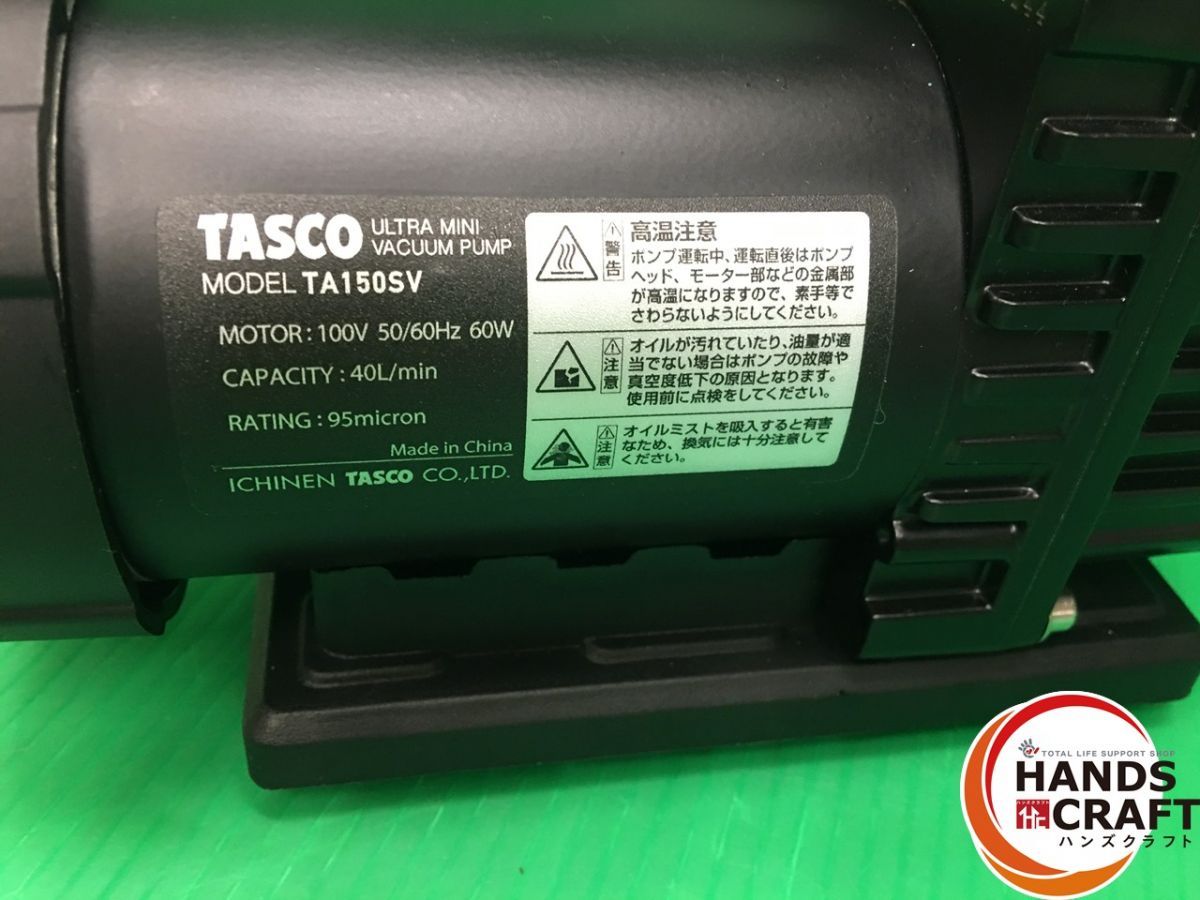 TASCO ULTRA MINI
VACUUM PUMP
MODEL TA150SV
MOTOR : 100V 50/60Hz 60W
CAPACITY : 40L/min
RATING : 95micron
Made in China
ICHINEN TASCO CO.,LTD.
警告
高温注意
ポンプ運転中、運転直後はポンプ
ヘッド、モーター部などの金属部
が高温になりますので、素手等で
さわらないようにしてください。
注意
オイルが汚れていたり、油量が適
当でない場合はポンプの故障や
真空度低下の原因となります。
使用前に点検をしてください。
注意
オイルミストを吸入すると有害
なため、換気には十分注意して
ください。
TOTAL LIFE SUPPORT SHOP
HANDS
ハンズクラフト
CRAFT
ハンズクラフト